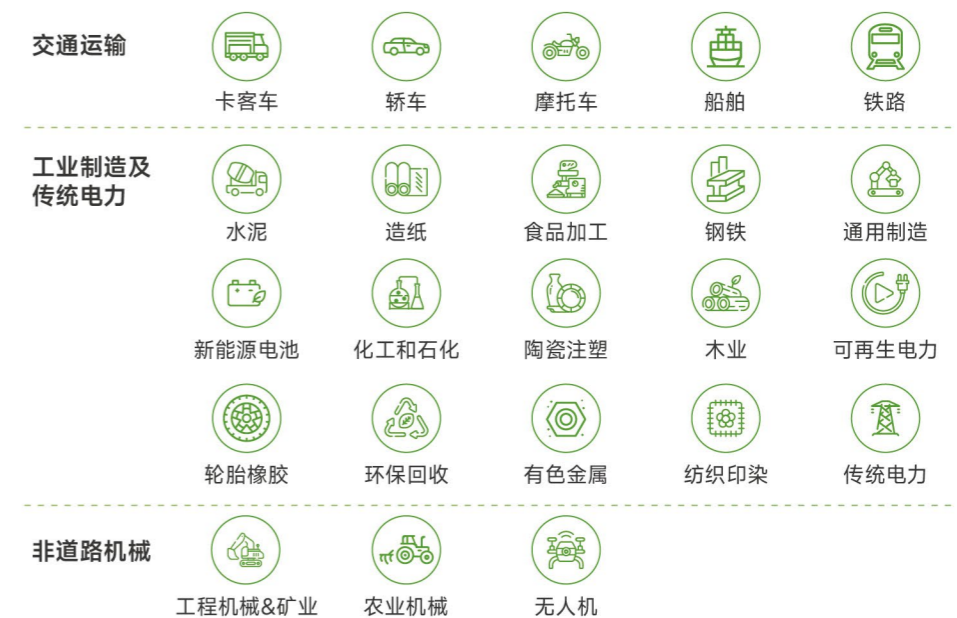 交通运输
卡客车 轿车 摩托车 船舶 铁路
工业制造及
传统电力
水泥 造纸 食品加工 钢铁 通用制造
新能源电池 化工和石化 陶瓷注塑 木业 可再生电力
轮胎橡胶 环保回收 有色金属 纺织印染 传统电力
非道路机械
工程机械&矿业 农业机械 无人机